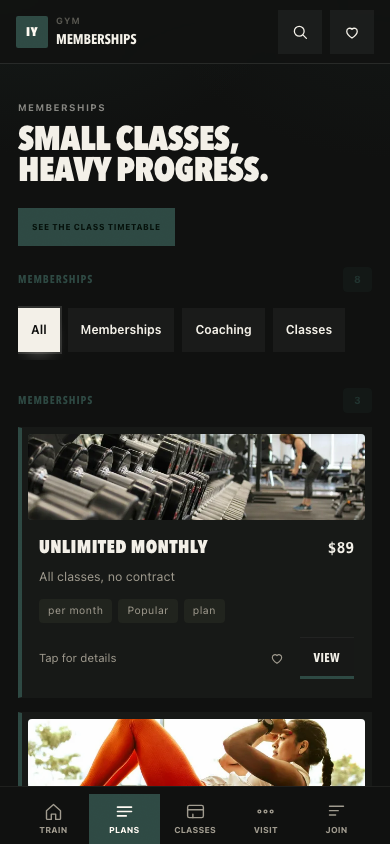 IY
GYM
MEMBERSHIPS
MEMBERSHIPS
SMALL CLASSES,
HEAVY PROGRESS.
SEE THE CLASS TIMETABLE
MEMBERSHIPS
8
All
Memberships
Coaching
Classes
MEMBERSHIPS
3
UNLIMITED MONTHLY
$89
All classes, no contract
per month
Popular
plan
Tap for details
VIEW
TRAIN
PLANS
CLASSES
VISIT
JOIN